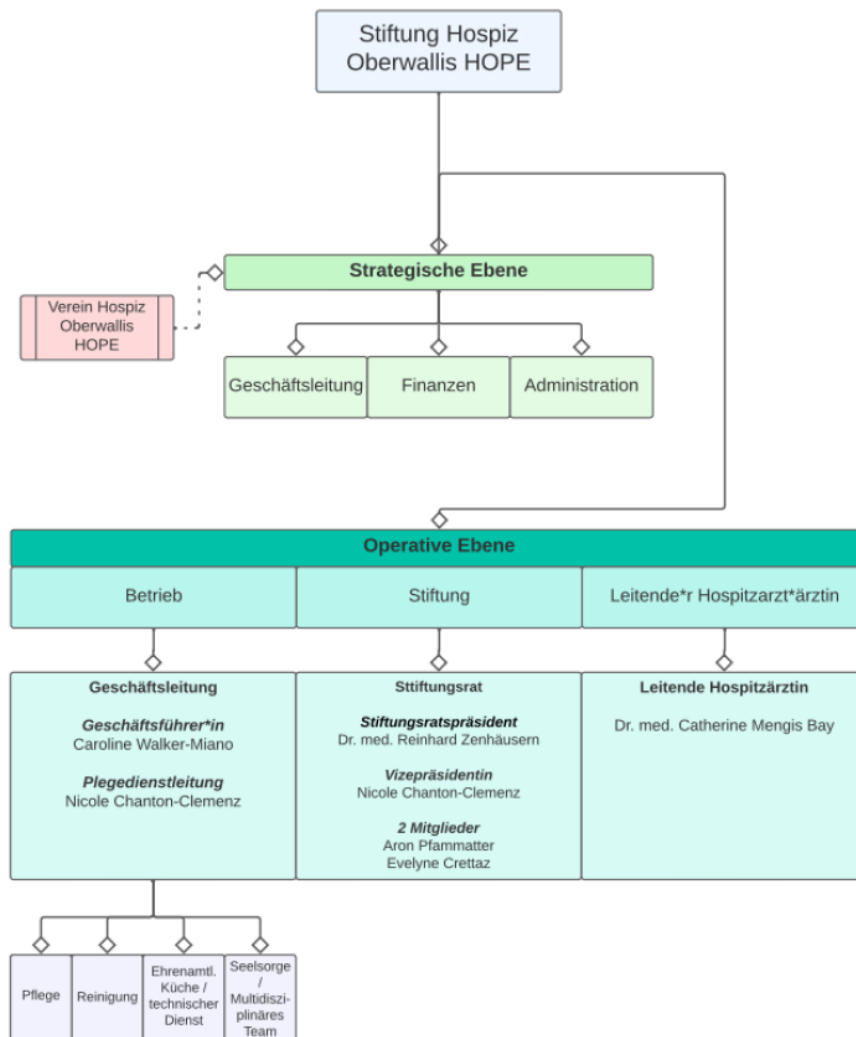 Stiftung Hospiz
Oberwallis HOPE
Strategische Ebene
Verein Hospiz
Oberwallis
HOPE
Geschäftsleitung
Finanzen
Administration
Operative Ebene
Betrieb
Stiftung
Leitende*r Hospitzarzt*ärztin
Geschäftsleitung
Geschäftsführer*in
Caroline Walker-Miano
Plegedienstleitung
Nicole Chanton-Clemenz
Sttiftungsrat
Stiftungsratspräsident
Dr. med. Reinhard Zenhäusern
Vizepräsidentin
Nicole Chanton-Clemenz
2 Mitglieder
Aron Pfammatter
Evelyne Crettaz
Leitende Hospitzärztin
Dr. med. Catherine Mengis Bay
Pflege
Reinigung
Ehrenamtl.
Küche /
technischer
Dienst
Seelsorge
/
Multidiszi-
plinäres
Team